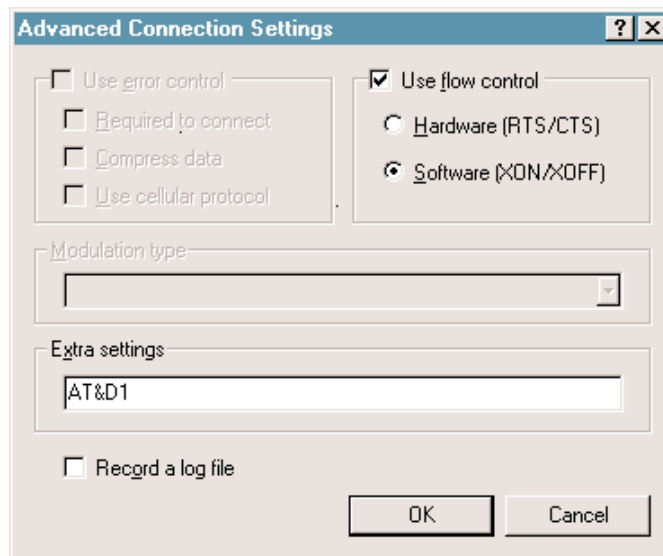 Advanced Connection Settings
Use error control
Required to connect
Compress data
Use cellular protocol
Use flow control
Hardware (RTS/CTS)
Software (XON/XOFF)
Modulation type
Extra settings
AT&D1
Record a log file
OK
Cancel